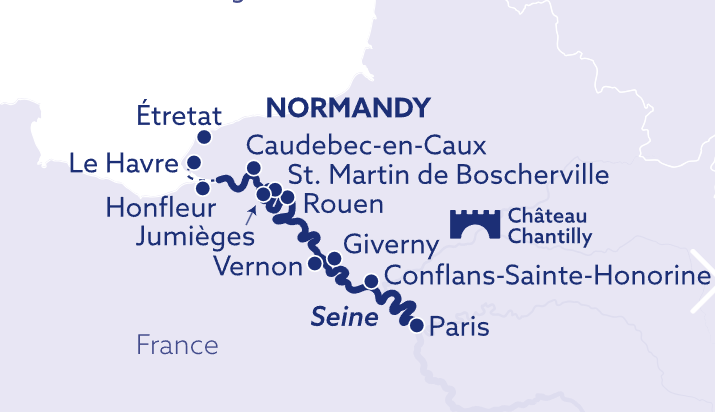 NORMANDY
Étretat
Caudebec-en-Caux
Le Havre
St. Martin de Boscherville
Honfleur
Rouen
Château
Chantilly
Jumièges
Giverny
Vernon
Conflans-Sainte-Honorine
Seine
Paris
France